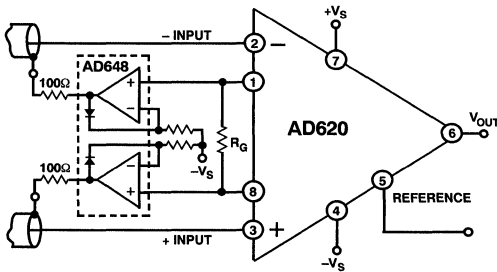 − INPUT
+VS
AD648
100Ω
+
−
2
−
7
1
RG
AD620
6
VOUT
−VS
100Ω
−
+
8
5
REFERENCE
4
3
+
+ INPUT
−VS